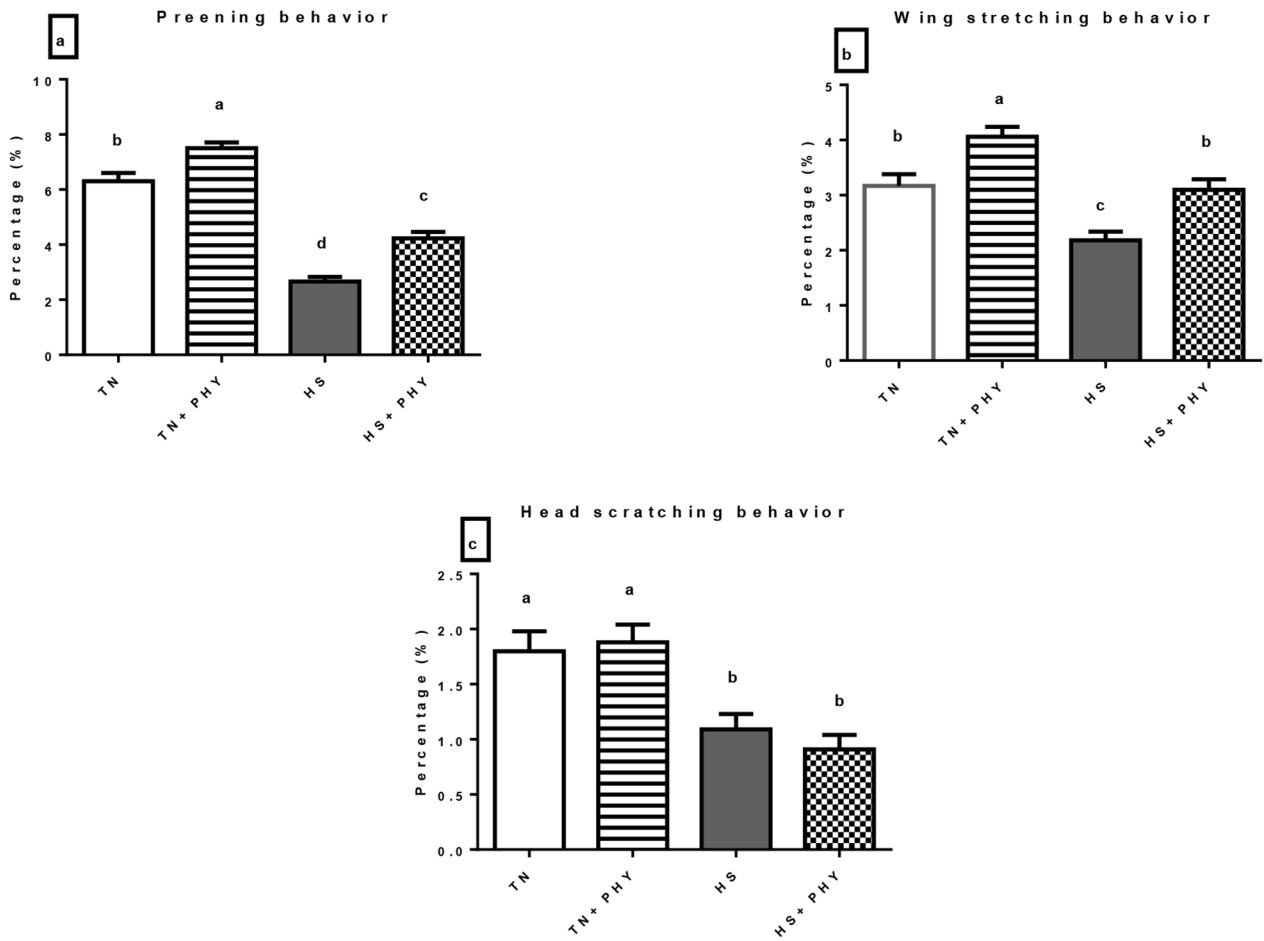 Preening behavior
a
Percentage (%)
10
8
6
4
2
0
b
a
d
c
TN
TN+ PHY
HS
HS+ PHY
Wing stretching behavior
b
Percentage (%)
5
4
3
2
1
0
b
a
c
b
TN
TN+ PHY
HS
HS+ PHY
Head scratching behavior
c
Percentage (%)
2.5
2.0
1.5
1.0
0.5
0.0
a
a
b
b
TN
TN+ PHY
HS
HS+ PHY